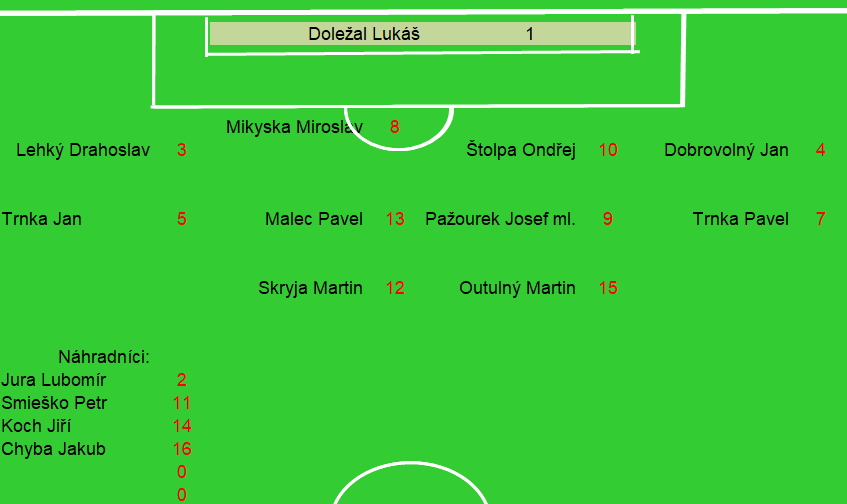 Doležal Lukáš 1
Mikyska Miroslav 8
Lehký Drahoslav 3 Štolpa Ondřej 10 Dobrovolný Jan 4
Trnka Jan 5 Malec Pavel 13 Pažourek Josef ml. 9 Trnka Pavel 7
Skryja Martin 12 Outulný Martin 15
Náhradníci:
Jura Lubomír 2
Smieško Petr 11
Koch Jiří 14
Chyba Jakub 16
0
0